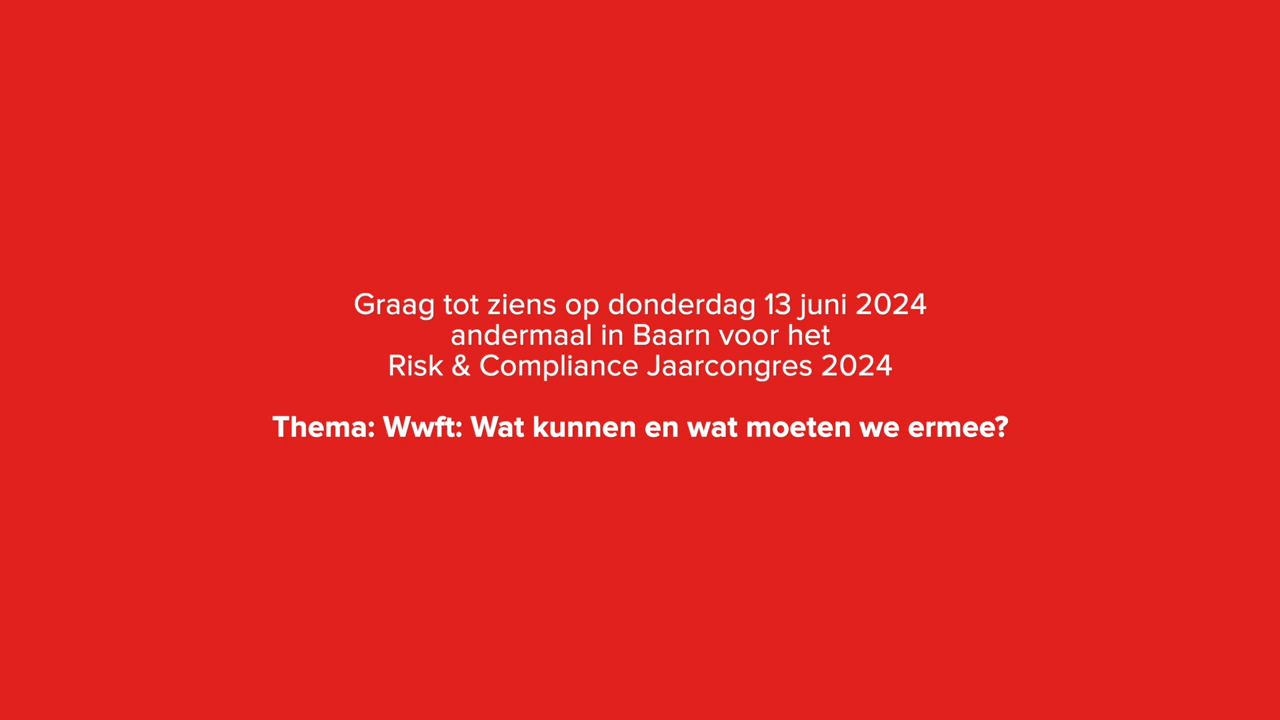 Graag tot ziens op donderdag 13 juni 2024
andermaal in Baarn voor het
Risk & Compliance Jaarcongres 2024
Thema: Wwft: Wat kunnen en wat moeten we ermee?